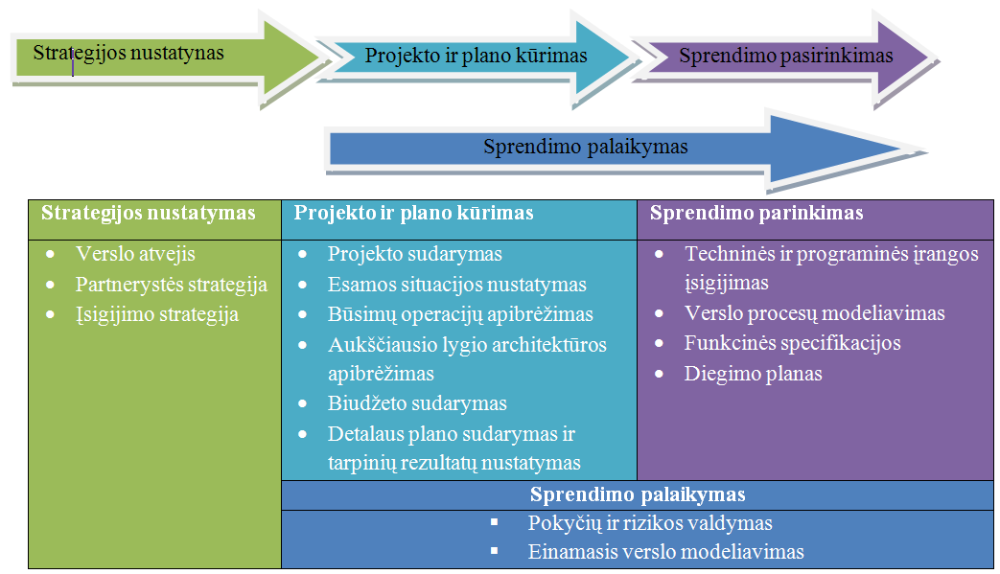 Strategijos nustatynas
Projekto ir plano kūrimas
Sprendimo pasirinkimas
Sprendimo palaikymas
Strategijos nustatymas
• Verslo atvejis
• Partnerystės strategija
• Įsigijimo strategija
Projekto ir plano kūrimas
• Projekto sudarymas
• Esamos situacijos nustatymas
• Būsimų operacijų apibrėžimas
• Aukščiausio lygio architektūros
apibrėžimas
• Biudžeto sudarymas
• Detalaus plano sudarymas ir
tarpinių rezultatų nustatymas
Sprendimo parinkimas
• Techninės ir programinės įrangos
įsigijimas
• Verslo procesų modeliavimas
• Funkcinės specifikacijos
• Diegimo planas
Sprendimo palaikymas
▪ Pokyčių ir rizikos valdymas
▪ Einamasis verslo modeliavimas